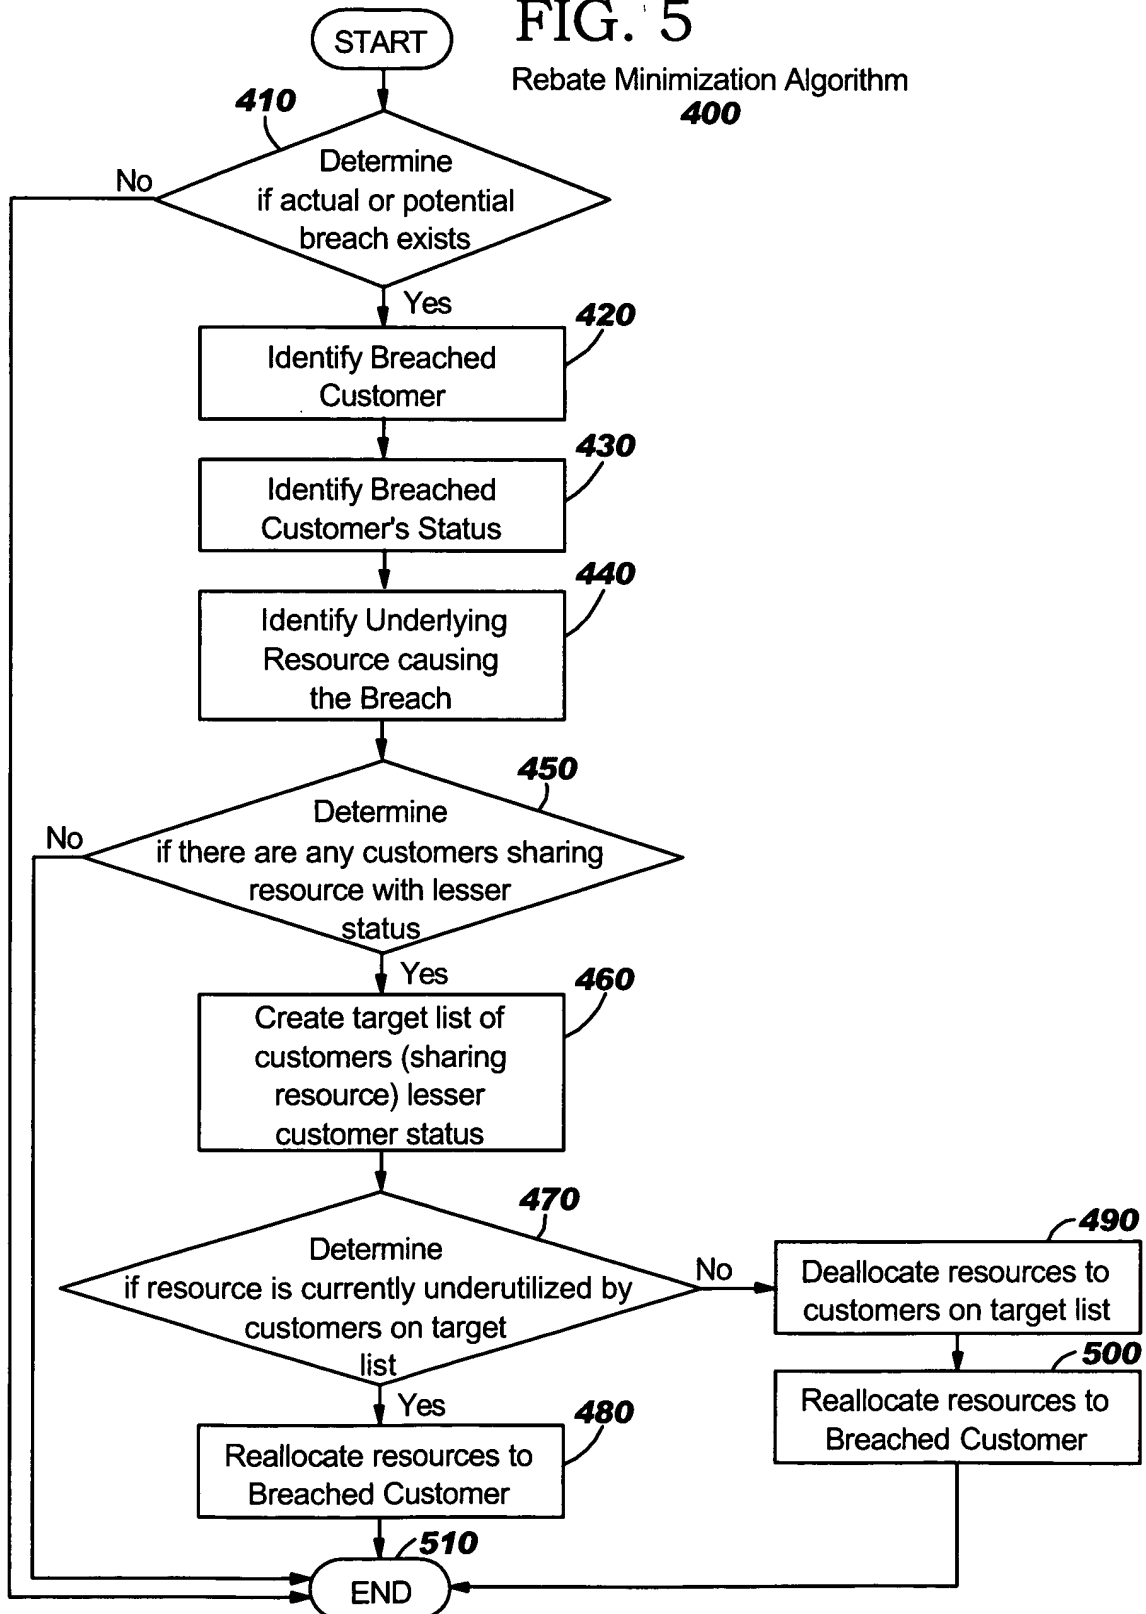 FIG. 5
START
Rebate Minimization Algorithm
400
410
Determine
if actual or potential
breach exists
No
Yes
420
Identify Breached
Customer
430
Identify Breached
Customer's Status
440
Identify Underlying
Resource causing
the Breach
450
Determine
if there are any customers sharing
resource with lesser
status
No
Yes
460
Create target list of
customers (sharing
resource) lesser
customer status
470
Determine
if resource is currently underutilized by
customers on target
list
No
490
Deallocate resources to
customers on target list
500
Reallocate resources to
Breached Customer
Yes
480
Reallocate resources to
Breached Customer
510
END